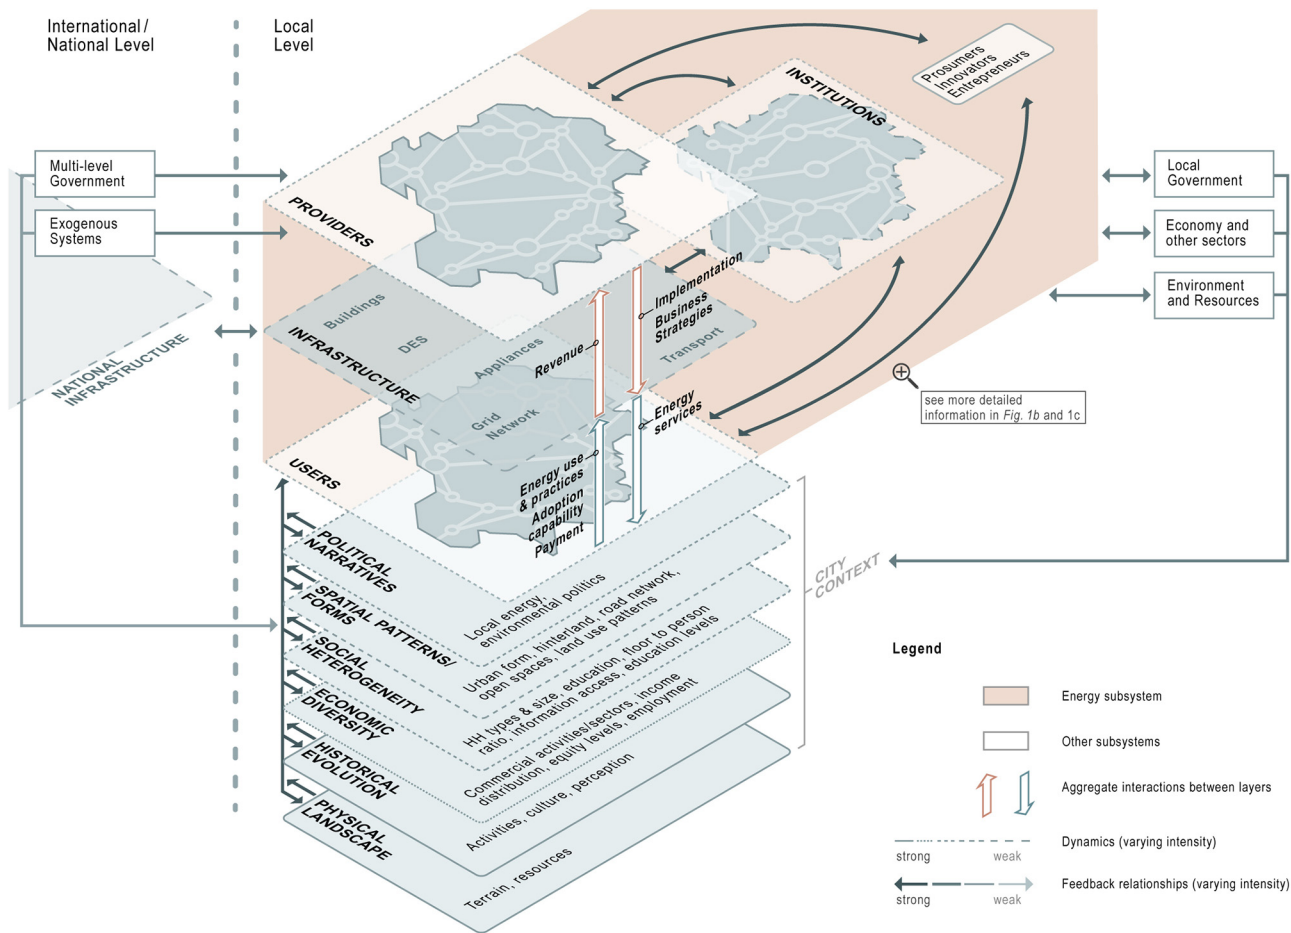 International /
National Level
Local
Level
Prosumers
Innovators
Entrepreneurs
INSTITUTIONS
Multi-level
Government
Exogenous
Systems
Local
Government
Economy and
other sectors
Environment
and Resources
PROVIDERS
Implementation
Business
Strategies
Buildings
DES
Appliances
Transport
Grid
Network
INFRASTRUCTURE
NATIONAL
INFRASTRUCTURE
Revenue
Energy
services
see more detailed
information in Fig. 1b and 1c
USERS
Energy use
& practices
Adoption
capability
Payment
POLITICAL
NARRATIVES
Local energy,
environmental politics
CITY
CONTEXT
SPATIAL PATTERNS/
FORMS
Urban form, hinterland, road network,
open spaces, land use patterns
SOCIAL
HETEROGENEITY
HH types & size, education, floor to person
ratio, information access, education levels
ECONOMIC
DIVERSITY
Commercial activities/sectors, income
distribution, equity levels, employment
HISTORICAL
EVOLUTION
Activities, culture, perception
PHYSICAL
LANDSCAPE
Terrain, resources
Legend
Energy subsystem
Other subsystems
Aggregate interactions between layers
Dynamics (varying intensity)
strong
weak
Feedback relationships (varying intensity)
strong
weak